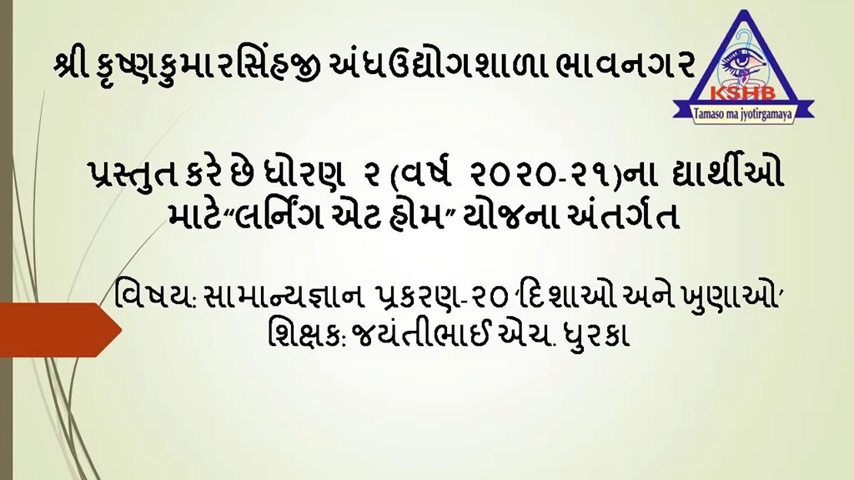 શ્રી કૃષ્ણકુમારસિંહજી અંધઉદ્યોગશાળા ભાવનગર
KSHB
Tamaso ma jyotirgamaya
પ્રસ્તુત કરે છે ધોરણ ૨ (વર્ષ ૨૦૨૦-૨૧)ના દ્યાર્થીઓ
માટે“લર્નિંગ એટ હોમ” યોજના અંતર્ગત
વિષય: સામાન્યજ્ઞાન પ્રકરણ-૨૦ ‘દિશાઓ અને ખુણાઓ’
શિક્ષક: જયંતીભાઈ એચ. ધુરકા